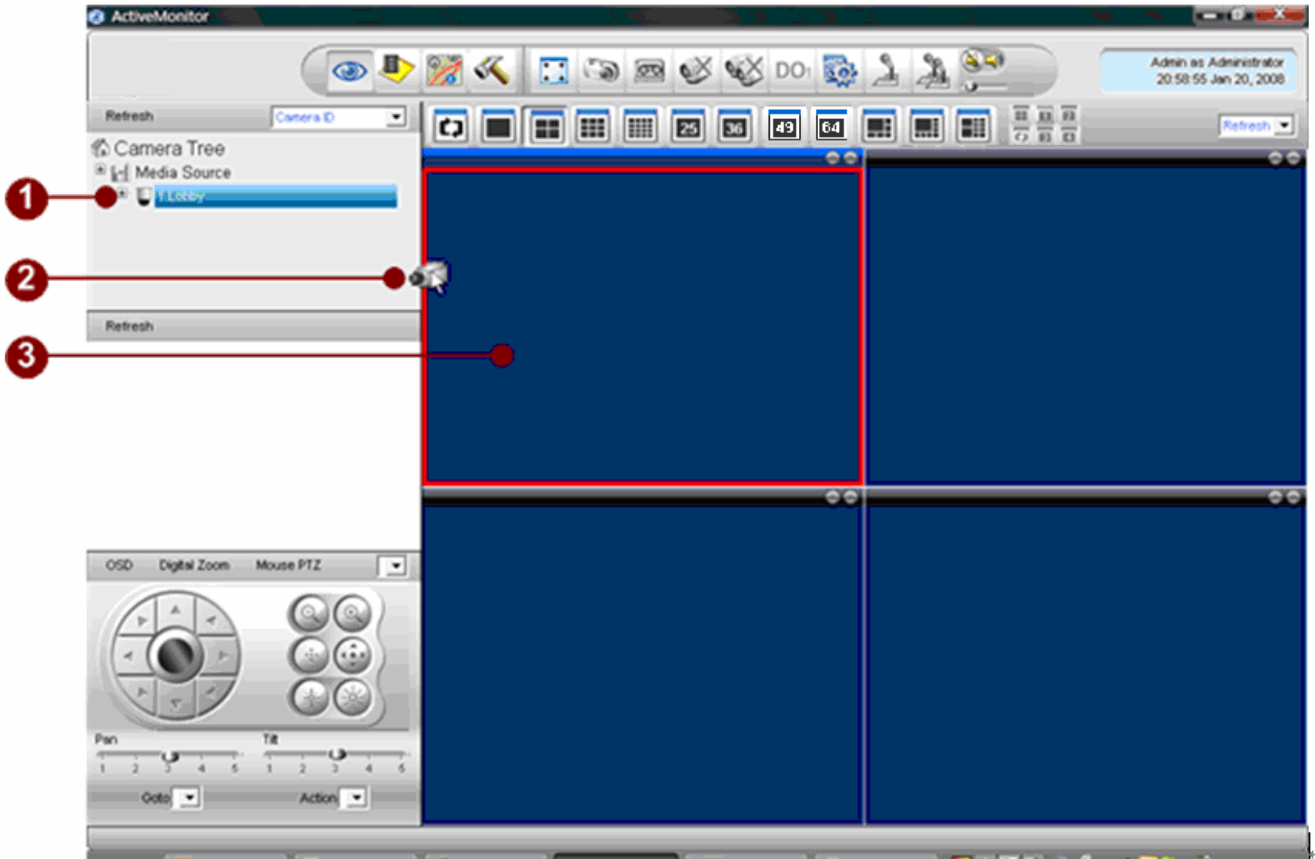 ActiveMonitor
DO
Admin as Administrator
20:58:55 Jan 20, 2008
Refresh
Camera ID
25
36
49
64
Refresh
Camera Tree
Media Source
1
1 Lobby
2
Refresh
3
OSD Digital Zoom Mouse PTZ
Pan Tilt
1 2 3 4 5 1 2 3 4 5
Goto Action